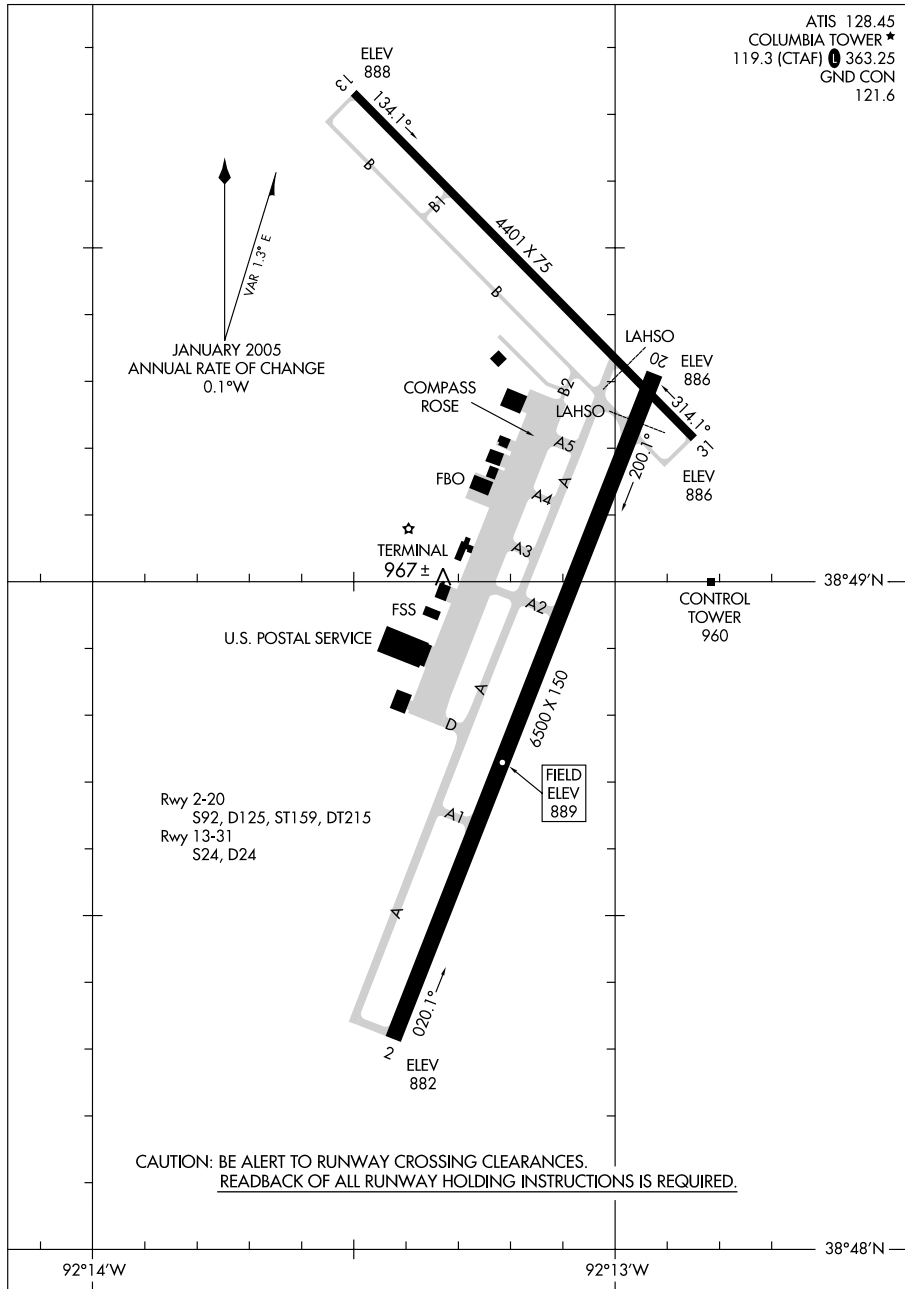 ATIS 128.45
COLUMBIA TOWER ★
119.3 (CTAF) L 363.25
GND CON
121.6
ELEV
888
13
134.1°
B
B1
4401 X 75
B
VAR 1.3° E
JANUARY 2005
ANNUAL RATE OF CHANGE
0.1°W
LAHSO
20
ELEV
886
COMPASS
ROSE
B2
LAHSO
314.1°
31
ELEV
886
A5
200.1°
FBO
A
A4
A3
TERMINAL
967 ±
38°49'N
CONTROL
TOWER
960
FSS
A2
U.S. POSTAL SERVICE
A
D
6500 X 150
FIELD
ELEV
889
Rwy 2-20
S92, D125, ST159, DT215
Rwy 13-31
S24, D24
A1
A
020.1°
2
ELEV
882
CAUTION: BE ALERT TO RUNWAY CROSSING CLEARANCES.
READBACK OF ALL RUNWAY HOLDING INSTRUCTIONS IS REQUIRED.
38°48'N
92°14'W
92°13'W